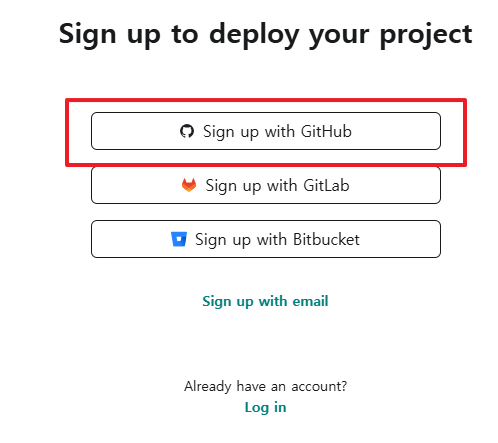 Sign up to deploy your project
Sign up with GitHub
Sign up with GitLab
Sign up with Bitbucket
Sign up with email
Already have an account?
Log in